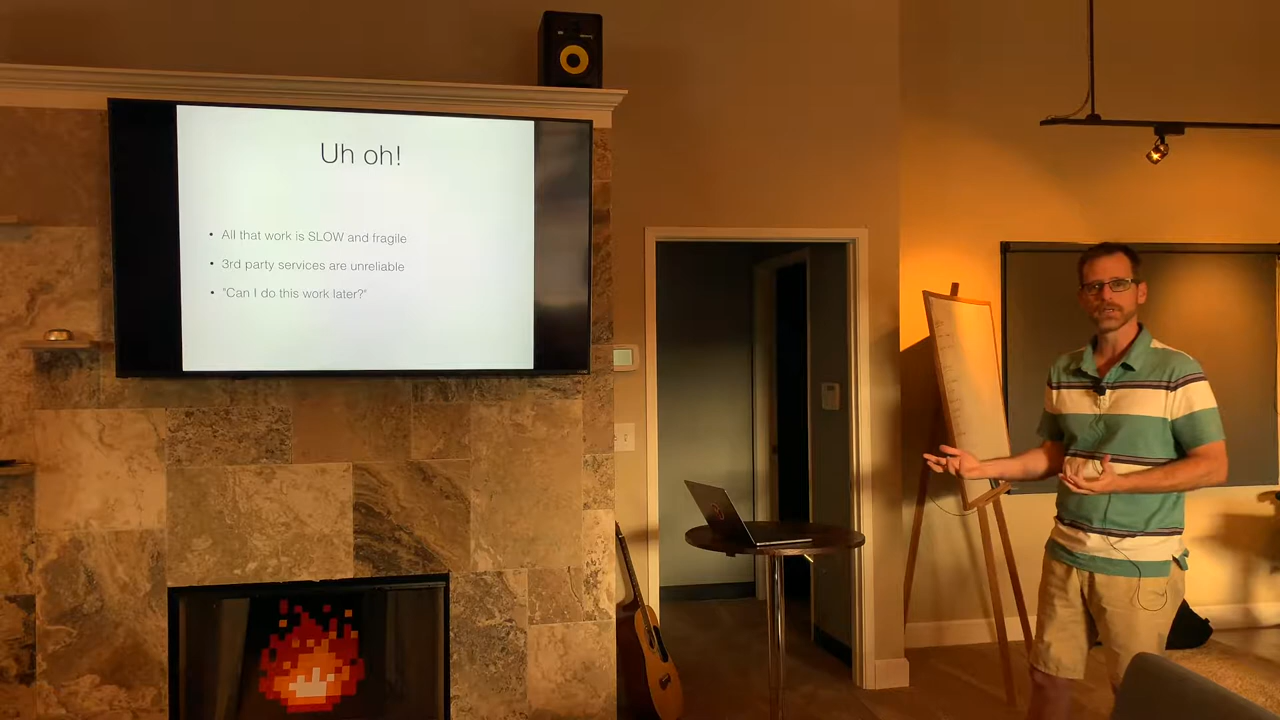 Uh oh!
• All that work is SLOW and fragile
• 3rd party services are unreliable
• "Can I do this work later?"